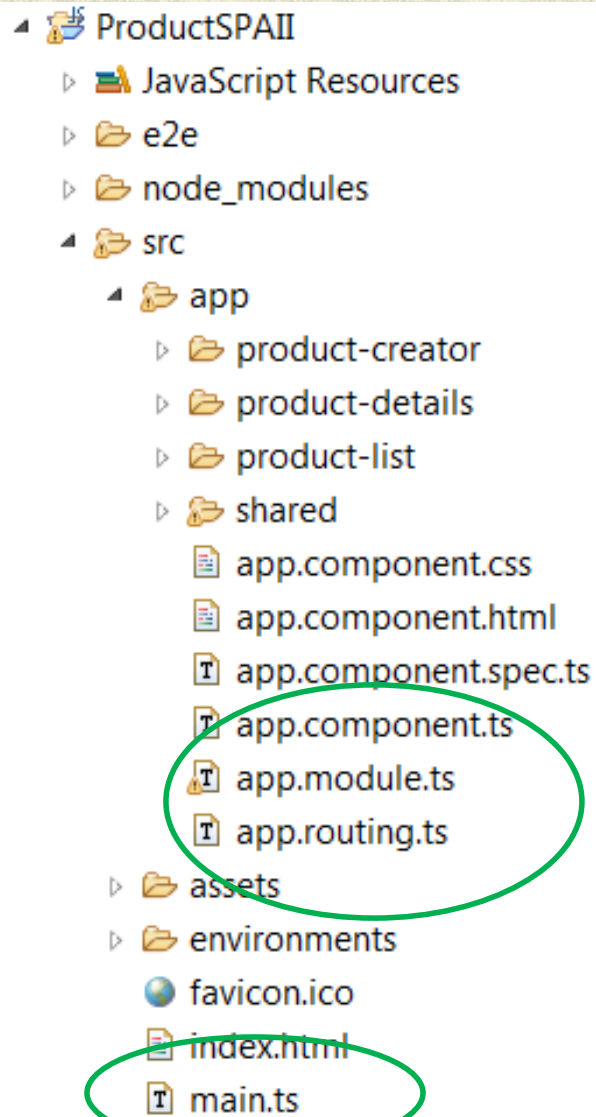 ProductSPAII
JavaScript Resources
e2e
node_modules
src
app
product-creator
product-details
product-list
shared
app.component.css
app.component.html
T app.component.spec.ts
T app.component.ts
T app.module.ts
T app.routing.ts
assets
environments
favicon.ico
index.html
T main.ts